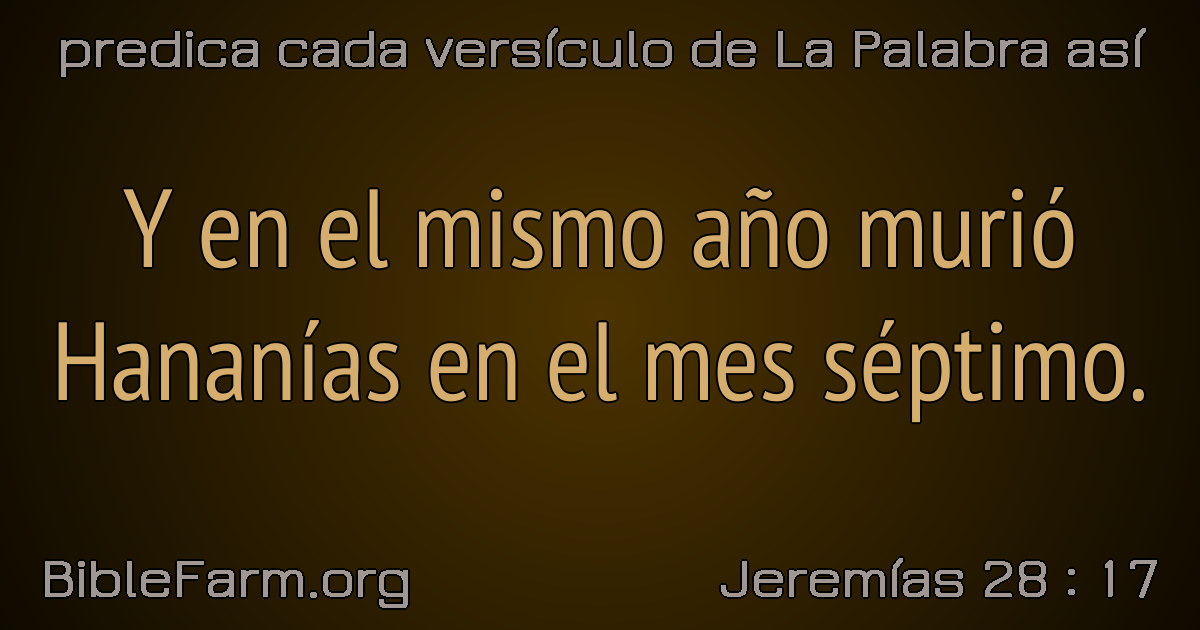 predica cada versículo de La Palabra así
Y en el mismo año murió
Hananías en el mes séptimo.
BibleFarm.org
Jeremías 28 : 17